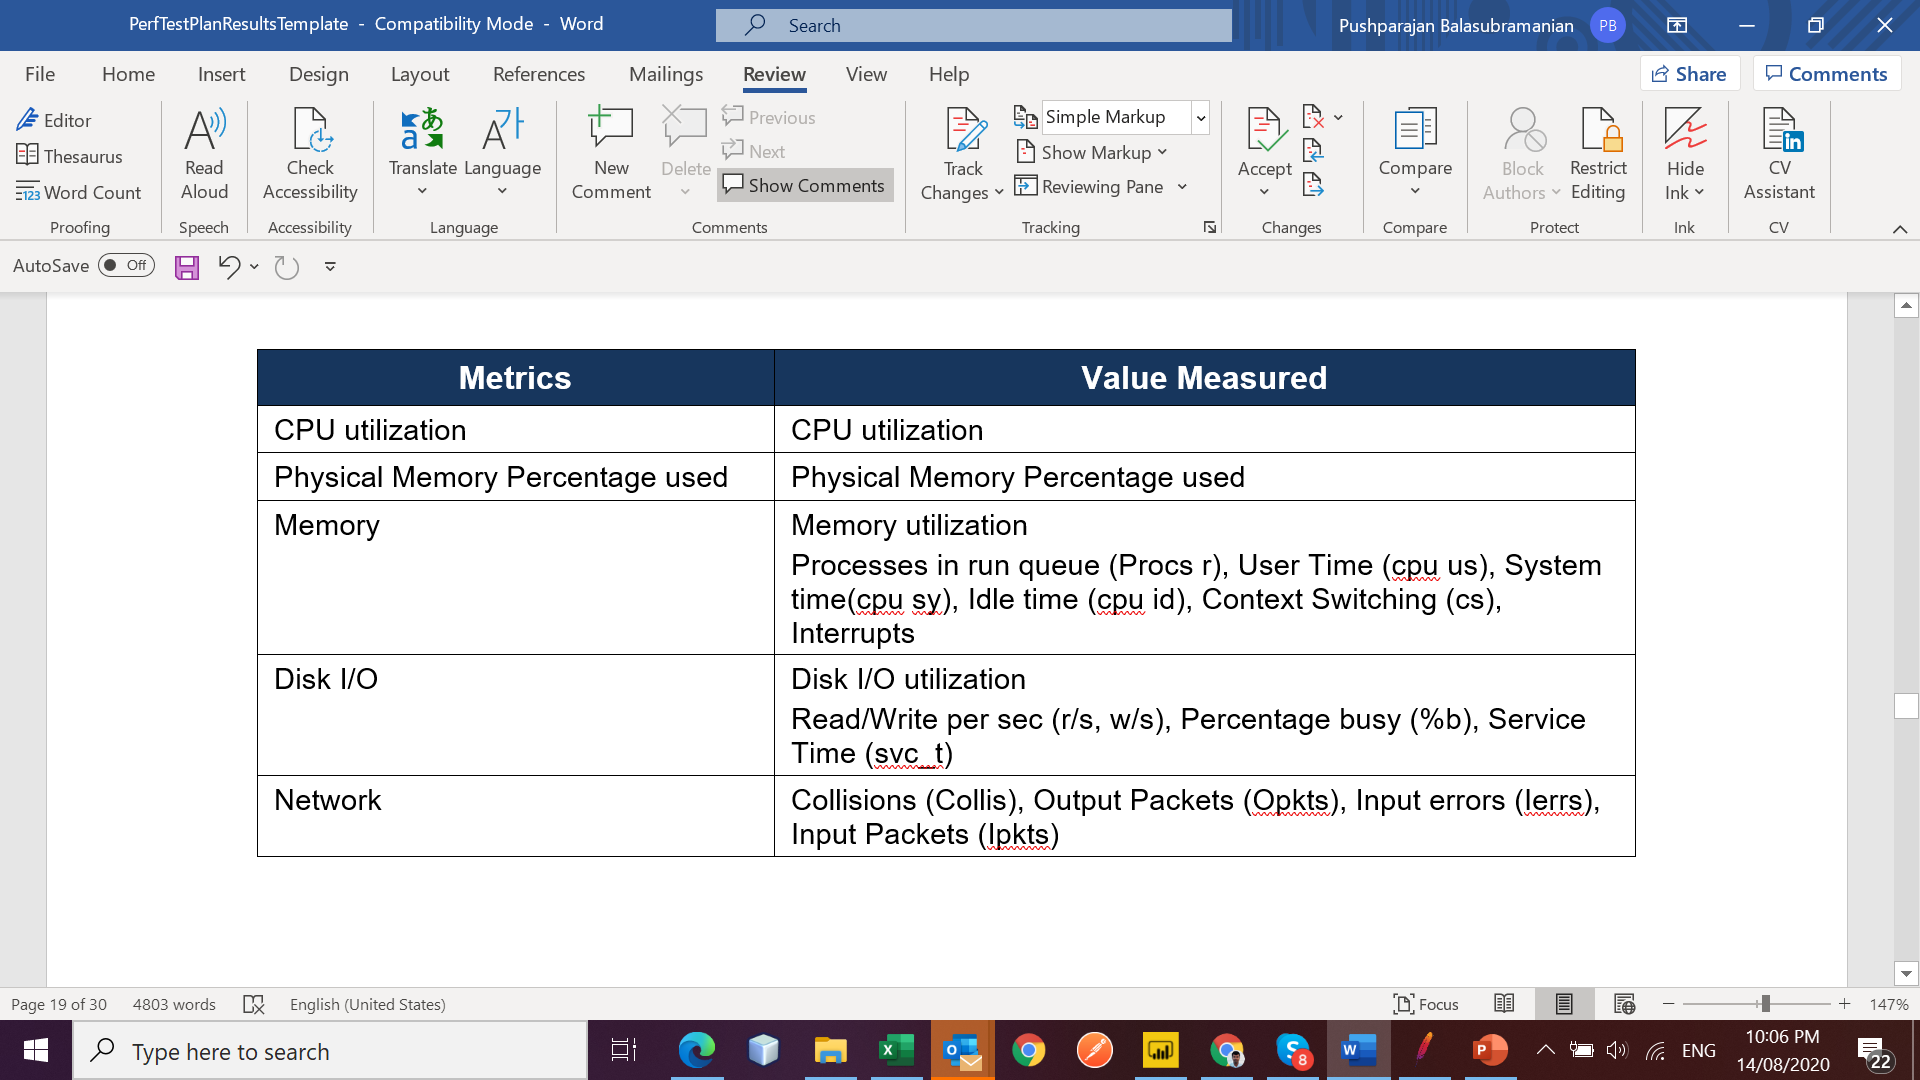 PerfTestPlanResultsTemplate - Compatibility Mode - Word
Search
Pushparajan Balasubramanian
PB
File
Home
Insert
Design
Layout
References
Mailings
Review
View
Help
Share
Comments
Editor
Thesaurus
Word Count
Proofing
Read
Aloud
Speech
Check
Accessibility
Accessibility
Translate
Language
Language
New
Comment
Delete
Previous
Next
Show Comments
Comments
Track
Changes
Simple Markup
Show Markup
Reviewing Pane
Tracking
Accept
Changes
Compare
Compare
Block
Authors
Restrict
Editing
Protect
Hide
Ink
Ink
CV
Assistant
CV
AutoSave
Off
Metrics
Value Measured
CPU utilization
CPU utilization
Physical Memory Percentage used
Physical Memory Percentage used
Memory
Memory utilization
Processes in run queue (Procs r), User Time (cpu us), System
time(cpu sy), Idle time (cpu id), Context Switching (cs),
Interrupts
Disk I/O
Disk I/O utilization
Read/Write per sec (r/s, w/s), Percentage busy (%b), Service
Time (svc_t)
Network
Collisions (Collis), Output Packets (Opkts), Input errors (Ierrs),
Input Packets (Ipkts)
Page 19 of 30
4803 words
English (United States)
Focus
147%
Type here to search
8
ENG
10:06 PM
14/08/2020
22